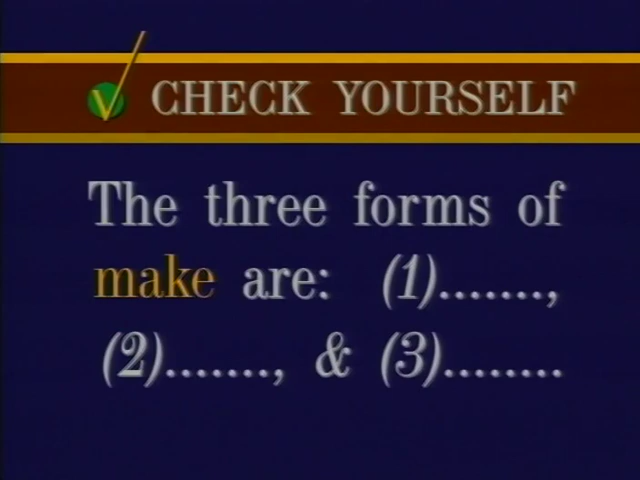 CHECK YOURSELF
The three forms of
make are: (1).......,
(2)......., & (3)........